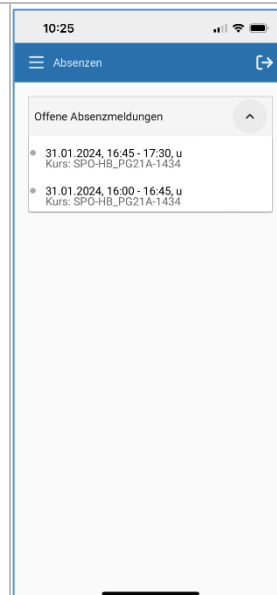 10:25
Absenzen
Offene Absenzmeldungen
31.01.2024, 16:45 - 17:30, u
Kurs: SPO-HB_PG21A-1434
31.01.2024, 16:00 - 16:45, u
Kurs: SPO-HB_PG21A-1434